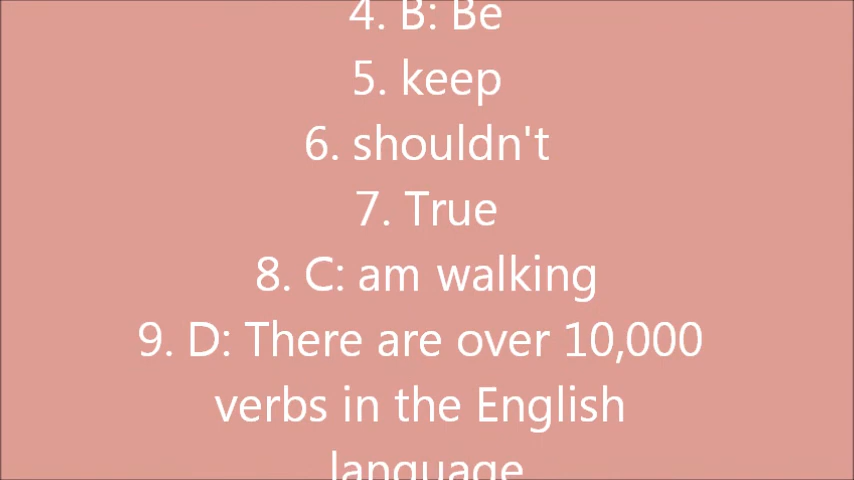 4. B: Be
5. keep
6. shouldn't
7. True
8. C: am walking
9. D: There are over 10,000
verbs in the English
language